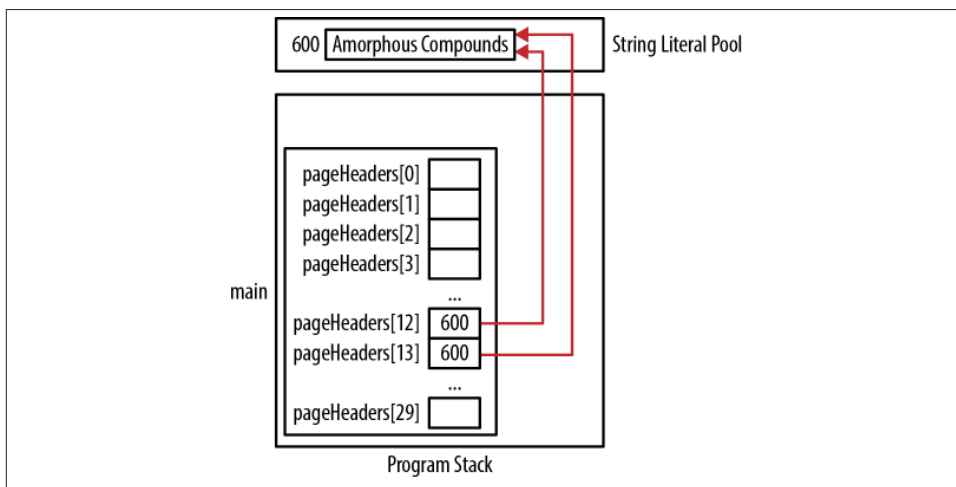 600 Amorphous Compounds String Literal Pool
pageHeaders[0]
pageHeaders[1]
pageHeaders[2]
pageHeaders[3]
main
...
pageHeaders[12] 600
pageHeaders[13] 600
...
pageHeaders[29]
Program Stack